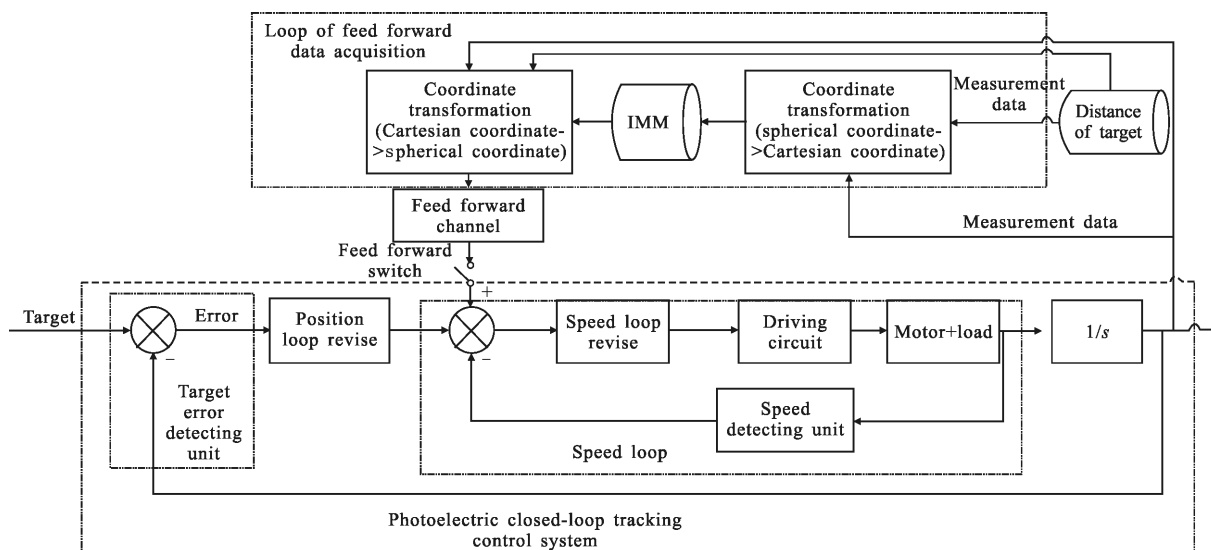 Loop of feed forward
data acquisition
Coordinate
transformation
(Cartesian coordinate-
>spherical coordinate)
IMM
Coordinate
transformation
(spherical coordinate-
>Cartesian coordinate)
Measurement
data
Distance
of target
Feed forward
channel
Measurement data
Feed forward
switch
+
Target
Error
−
Position
loop revise
−
Speed loop
revise
Driving
circuit
Motor+load
1/s
Target
error
detecting
unit
Speed
detecting unit
Speed loop
Photoelectric closed-loop tracking
control system